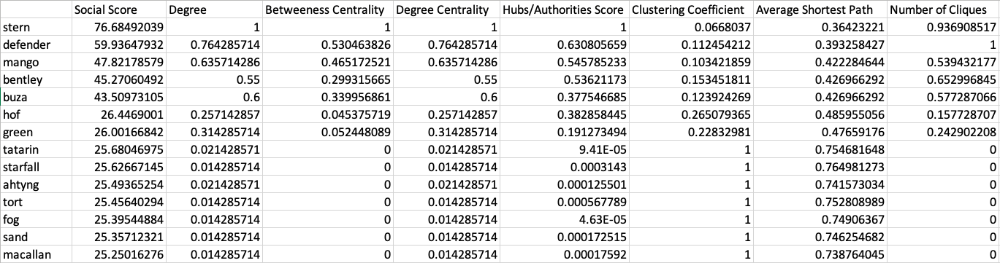 Social Score Degree Betweeness Centrality Degree Centrality Hubs/Authorities Score Clustering Coefficient Average Shortest Path Number of Cliques
stern 76.68492039 1 1 1 1 0.0668037 0.36423221 0.936908517
defender 59.93647932 0.764285714 0.530463826 0.764285714 0.630805659 0.112454212 0.393258427 1
mango 47.82178579 0.635714286 0.465172521 0.635714286 0.545785233 0.103421859 0.422284644 0.539432177
bentley 45.27060492 0.55 0.299315665 0.55 0.53621173 0.153451811 0.426966292 0.652996845
buza 43.50973105 0.6 0.339956861 0.6 0.377546685 0.123924269 0.426966292 0.577287066
hof 26.4469001 0.257142857 0.045375719 0.257142857 0.382858445 0.265079365 0.485955056 0.157728707
green 26.00166842 0.314285714 0.052448089 0.314285714 0.191273494 0.22832981 0.47659176 0.242902208
tatarin 25.68046975 0.021428571 0 0.021428571 9.41E-05 1 0.754681648 0
starfall 25.62667145 0.014285714 0 0.014285714 0.0003143 1 0.764981273 0
ahtyng 25.49365254 0.021428571 0 0.021428571 0.000125501 1 0.741573034 0
tort 25.45640294 0.014285714 0 0.014285714 0.000567789 1 0.752808989 0
fog 25.39544884 0.014285714 0 0.014285714 4.63E-05 1 0.74906367 0
sand 25.35712321 0.014285714 0 0.014285714 0.000172515 1 0.746254682 0
macallan 25.25016276 0.014285714 0 0.014285714 0.00017592 1 0.738764045 0